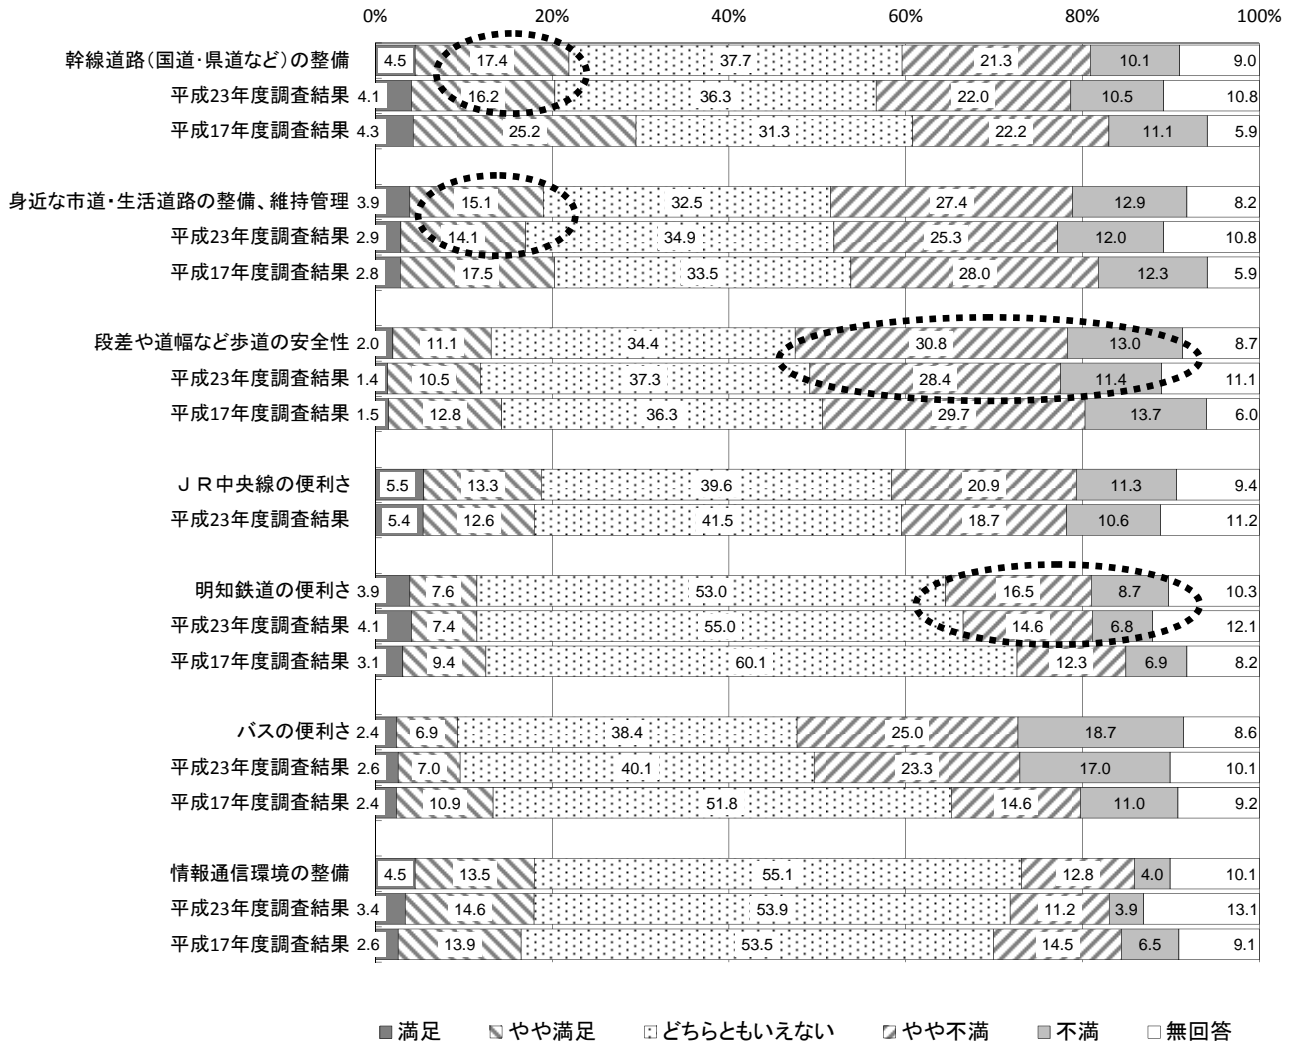 0% 20% 40% 60% 80% 100%
幹線道路(国道・県道など)の整備 4.5 17.4 37.7 21.3 10.1 9.0
平成23年度調査結果 4.1 16.2 36.3 22.0 10.5 10.8
平成17年度調査結果 4.3 25.2 31.3 22.2 11.1 5.9
身近な市道・生活道路の整備、維持管理 3.9 15.1 32.5 27.4 12.9 8.2
平成23年度調査結果 2.9 14.1 34.9 25.3 12.0 10.8
平成17年度調査結果 2.8 17.5 33.5 28.0 12.3 5.9
段差や道幅など歩道の安全性 2.0 11.1 34.4 30.8 13.0 8.7
平成23年度調査結果 1.4 10.5 37.3 28.4 11.4 11.1
平成17年度調査結果 1.5 12.8 36.3 29.7 13.7 6.0
JR中央線の便利さ 5.5 13.3 39.6 20.9 11.3 9.4
平成23年度調査結果 5.4 12.6 41.5 18.7 10.6 11.2
明知鉄道の便利さ 3.9 7.6 53.0 16.5 8.7 10.3
平成23年度調査結果 4.1 7.4 55.0 14.6 6.8 12.1
平成17年度調査結果 3.1 9.4 60.1 12.3 6.9 8.2
バスの便利さ 2.4 6.9 38.4 25.0 18.7 8.6
平成23年度調査結果 2.6 7.0 40.1 23.3 17.0 10.1
平成17年度調査結果 2.4 10.9 51.8 14.6 11.0 9.2
情報通信環境の整備 4.5 13.5 55.1 12.8 4.0 10.1
平成23年度調査結果 3.4 14.6 53.9 11.2 3.9 13.1
平成17年度調査結果 2.6 13.9 53.5 14.5 6.5 9.1
満足 やや満足 どちらともいえない やや不満 不満 無回答